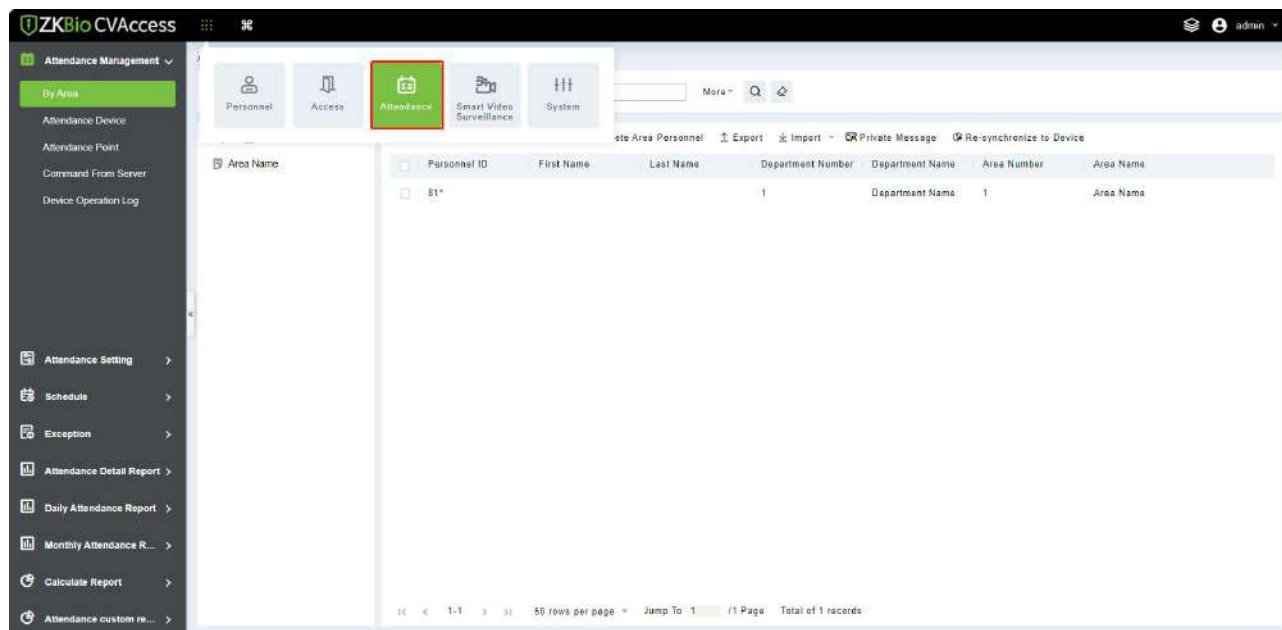 ZKBio CVAccess
admin
Attendance Management
By Area
Attendance Device
Attendance Point
Command From Server
Device Operation Log
Attendance Setting
Schedule
Exception
Attendance Detail Report
Daily Attendance Report
Monthly Attendance R...
Calculate Report
Attendance custom re...
Personnel
Access
Attendance
Smart Video
Surveillance
System
More
ete Area Personnel Export Import Private Message Re-synchronize to Device
Area Name
Personnel ID First Name Last Name Department Number Department Name Area Number Area Name
1 Department Name 1 Area Name
1-1 50 rows per page Jump To 1 /1 Page Total of 1 records